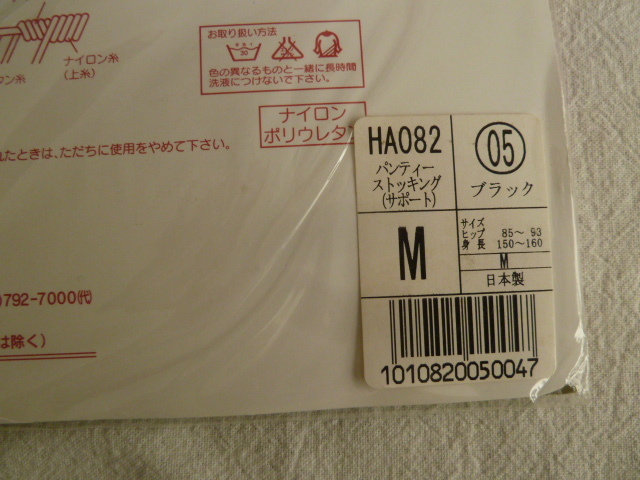 ナイロン糸
(上糸)
タン糸
お取り扱い方法
30
色の異なるものと一緒に長時間
洗液につけないで下さい。
ナイロン
ポリウレタ
れたときは、ただちに使用をやめて下さい。
)792-7000(代)
は除く)
HA082
パンティー
ストッキング
(サポート)
05
ブラック
M
サイズ
ヒップ 85～ 93
身長 150～160
M
日本製
1010820050047